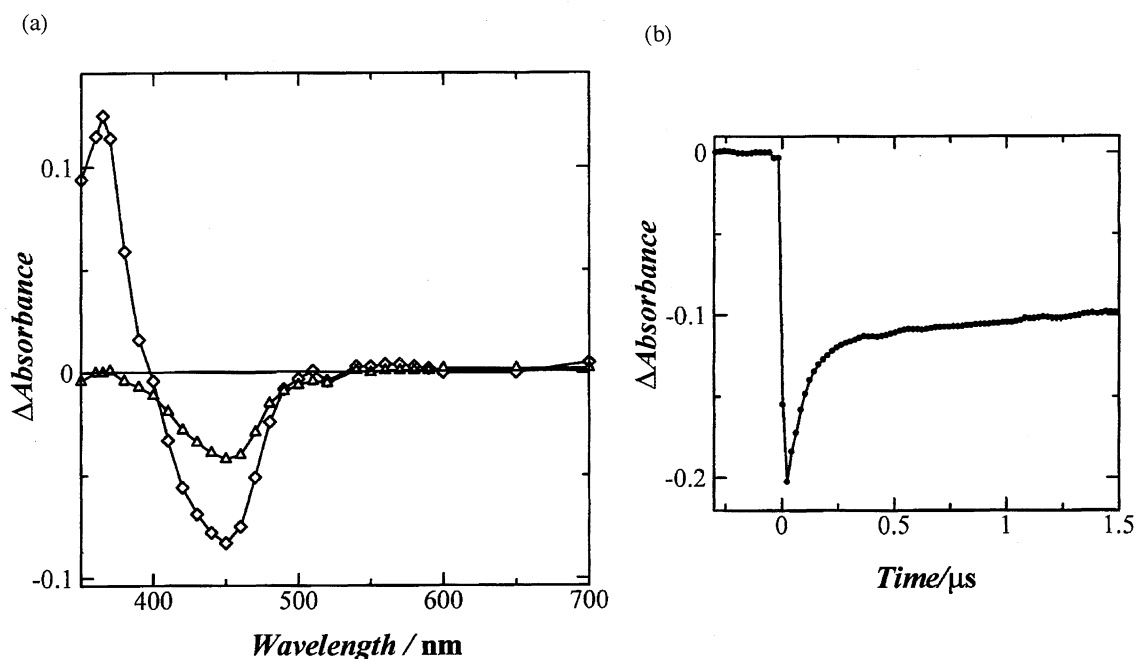 (a)
0.1
0
-0.1
ΔAbsorbance
400
500
600
700
Wavelength / nm
(b)
0
-0.1
-0.2
ΔAbsorbance
0
0.5
1
1.5
Time/μs